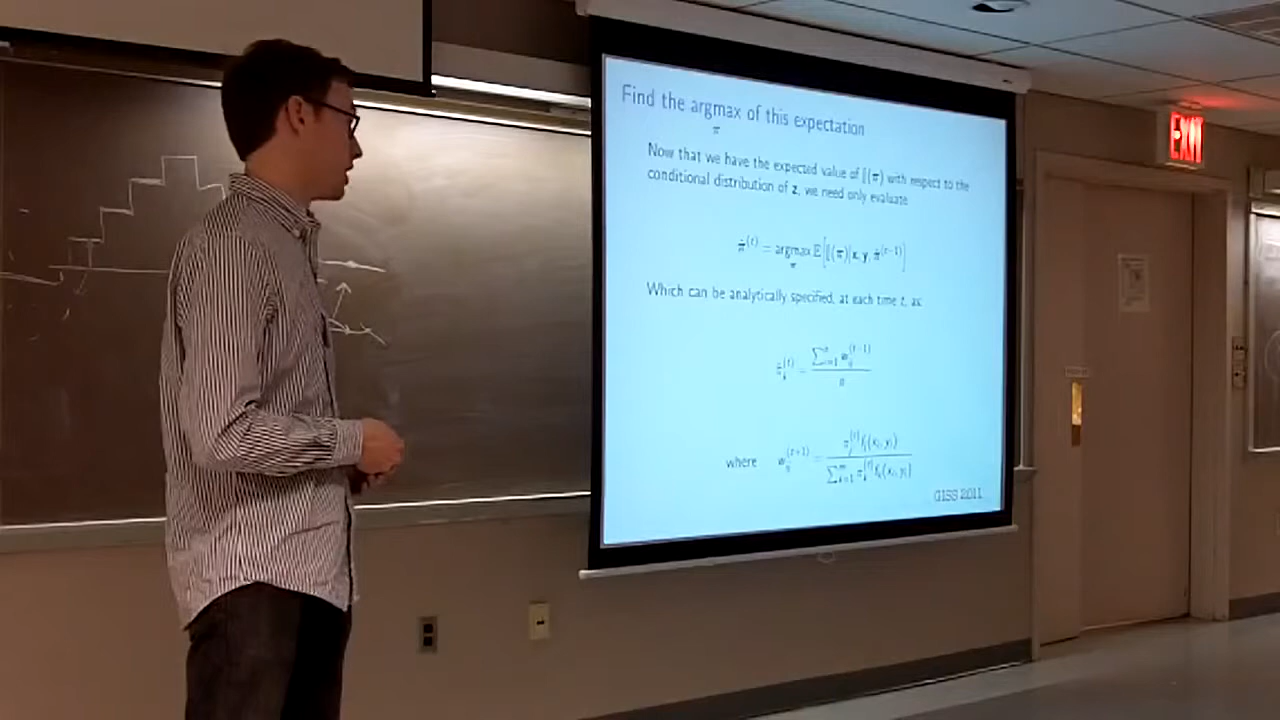 Find the argmax of this expectation
π
Now that we have the expected value of 𝕝(π) with respect to the
conditional distribution of z, we need only evaluate
π̂^(t) = argmax 𝔼[𝕝(π)|x, y, π̂^(t-1)]
π
Which can be analytically specified, at each time t, as:
where
GISS 2011
EXIT